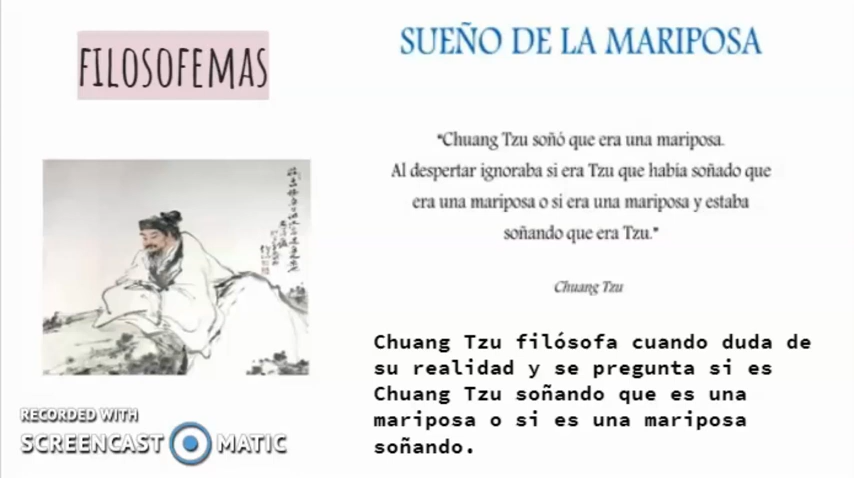 FILOSOFEMAS
SUEÑO DE LA MARIPOSA
"Chuang Tzu soñó que era una mariposa.
Al despertar ignoraba si era Tzu que había soñado que
era una mariposa o si era una mariposa y estaba
soñando que era Tzu."
Chuang Tzu
Chuang Tzu filósofa cuando duda de
su realidad y se pregunta si es
Chuang Tzu soñando que es una
mariposa o si es una mariposa
soñando.
RECORDED WITH
SCREENCAST MATIC